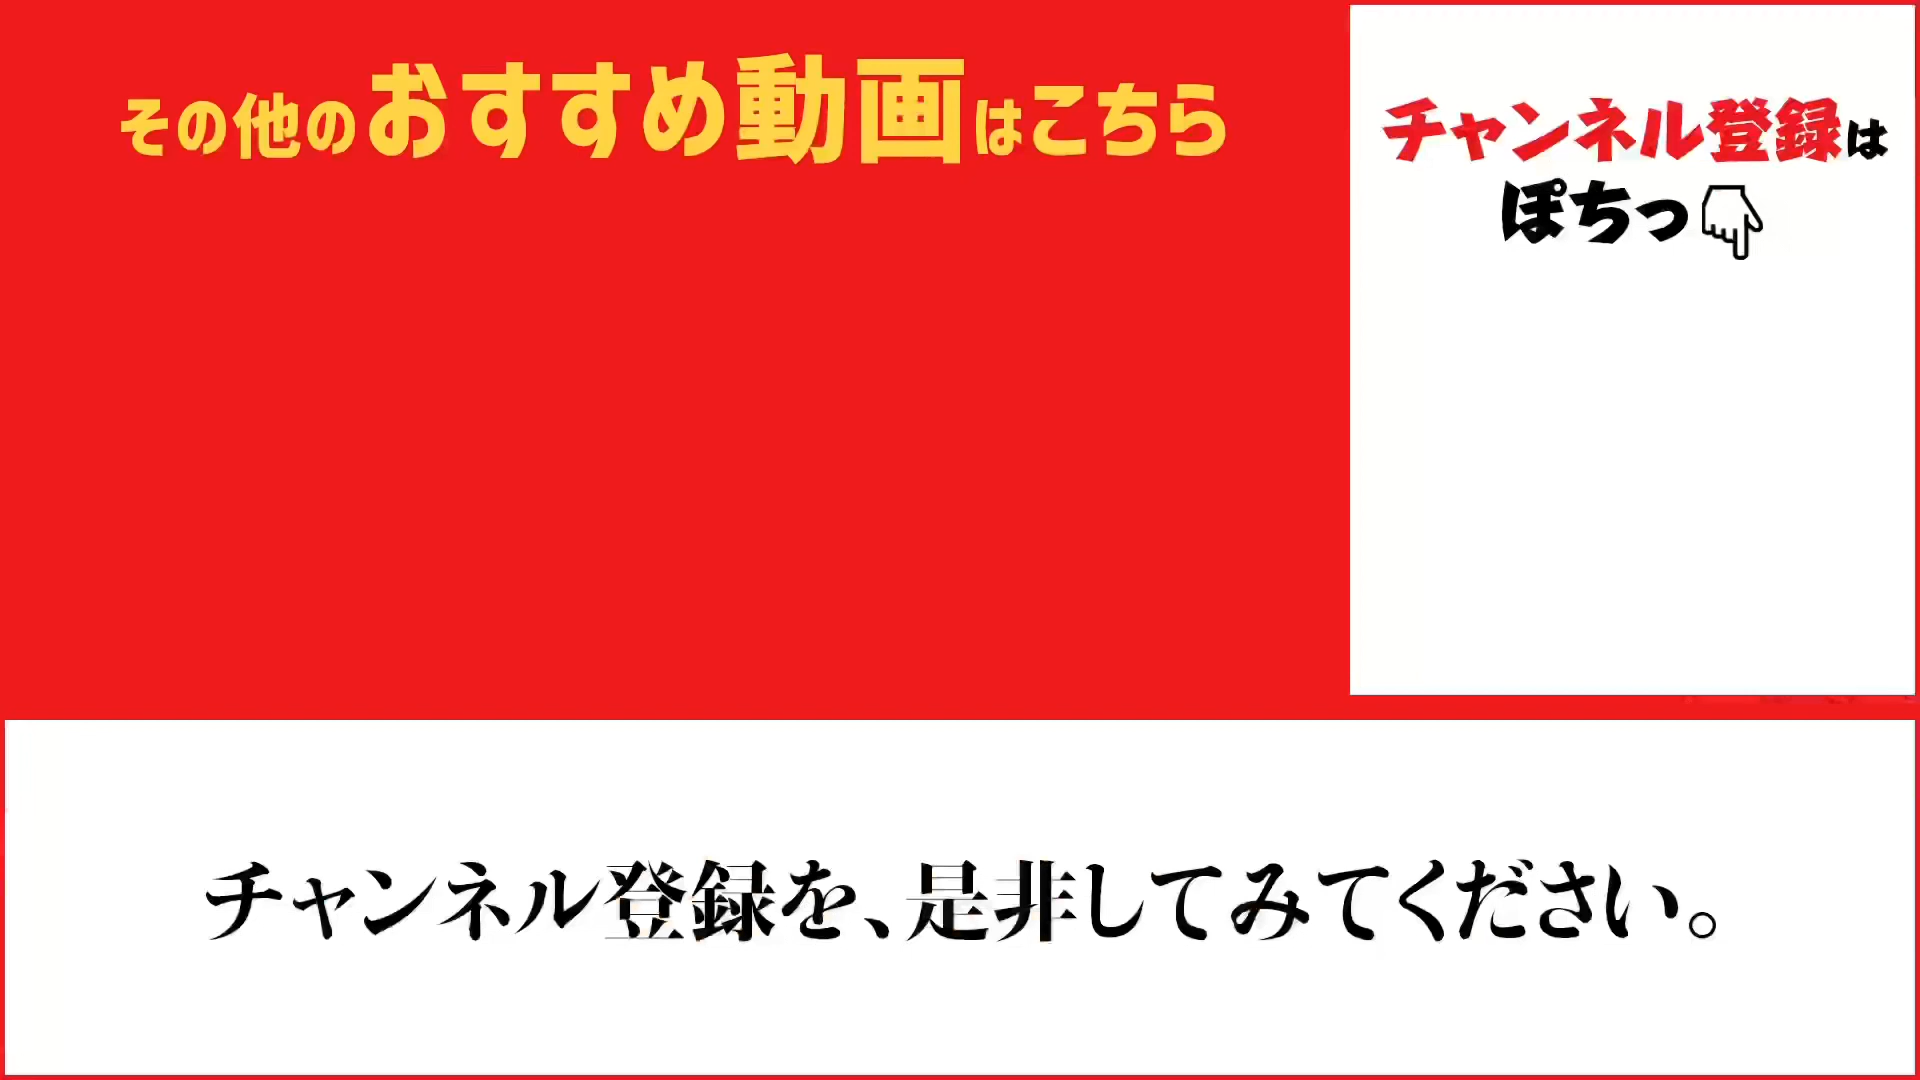 その他のおすすめ動画はこちら
チャンネル登録は
ぽちっ
チャンネル登録を、是非してみてください。